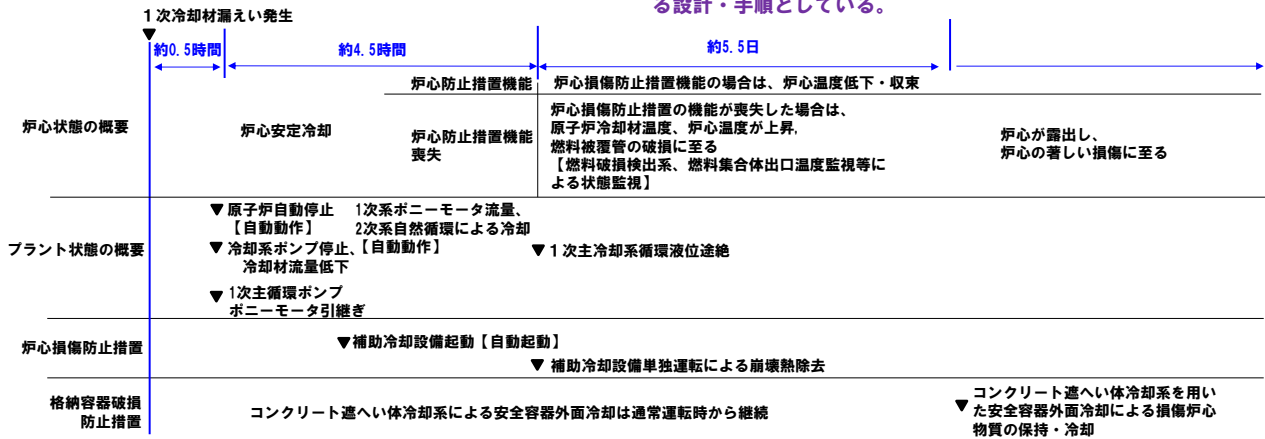 る設計・手順としている。
１次冷却材漏えい発生
▼
約0.5時間
約4.5時間
約5.5日
炉心状態の概要
炉心安定冷却
炉心防止措置機能
炉心損傷防止措置機能の場合は、炉心温度低下・収束
炉心防止措置機能
喪失
炉心損傷防止措置の機能が喪失した場合は、
原子炉冷却材温度、炉心温度が上昇,
燃料被覆管の破損に至る
【燃料破損検出系、燃料集合体出口温度監視等に
よる状態監視】
炉心が露出し、
炉心の著しい損傷に至る
プラント状態の概要
▼原子炉自動停止
【自動動作】
▼冷却系ポンプ停止、
冷却材流量低下
▼1次主循環ポンプ
ポニーモータ引継ぎ
1次系ポニーモータ流量、
2次系自然循環による冷却
【自動動作】
▼１次主冷却系循環液位途絶
炉心損傷防止措置
▼補助冷却設備起動【自動起動】
▼補助冷却設備単独運転による崩壊熱除去
格納容器破損
防止措置
コンクリート遮へい体冷却系による安全容器外面冷却は通常運転時から継続
▼コンクリート遮へい体冷却系を用い
た安全容器外面冷却による損傷炉心
物質の保持・冷却